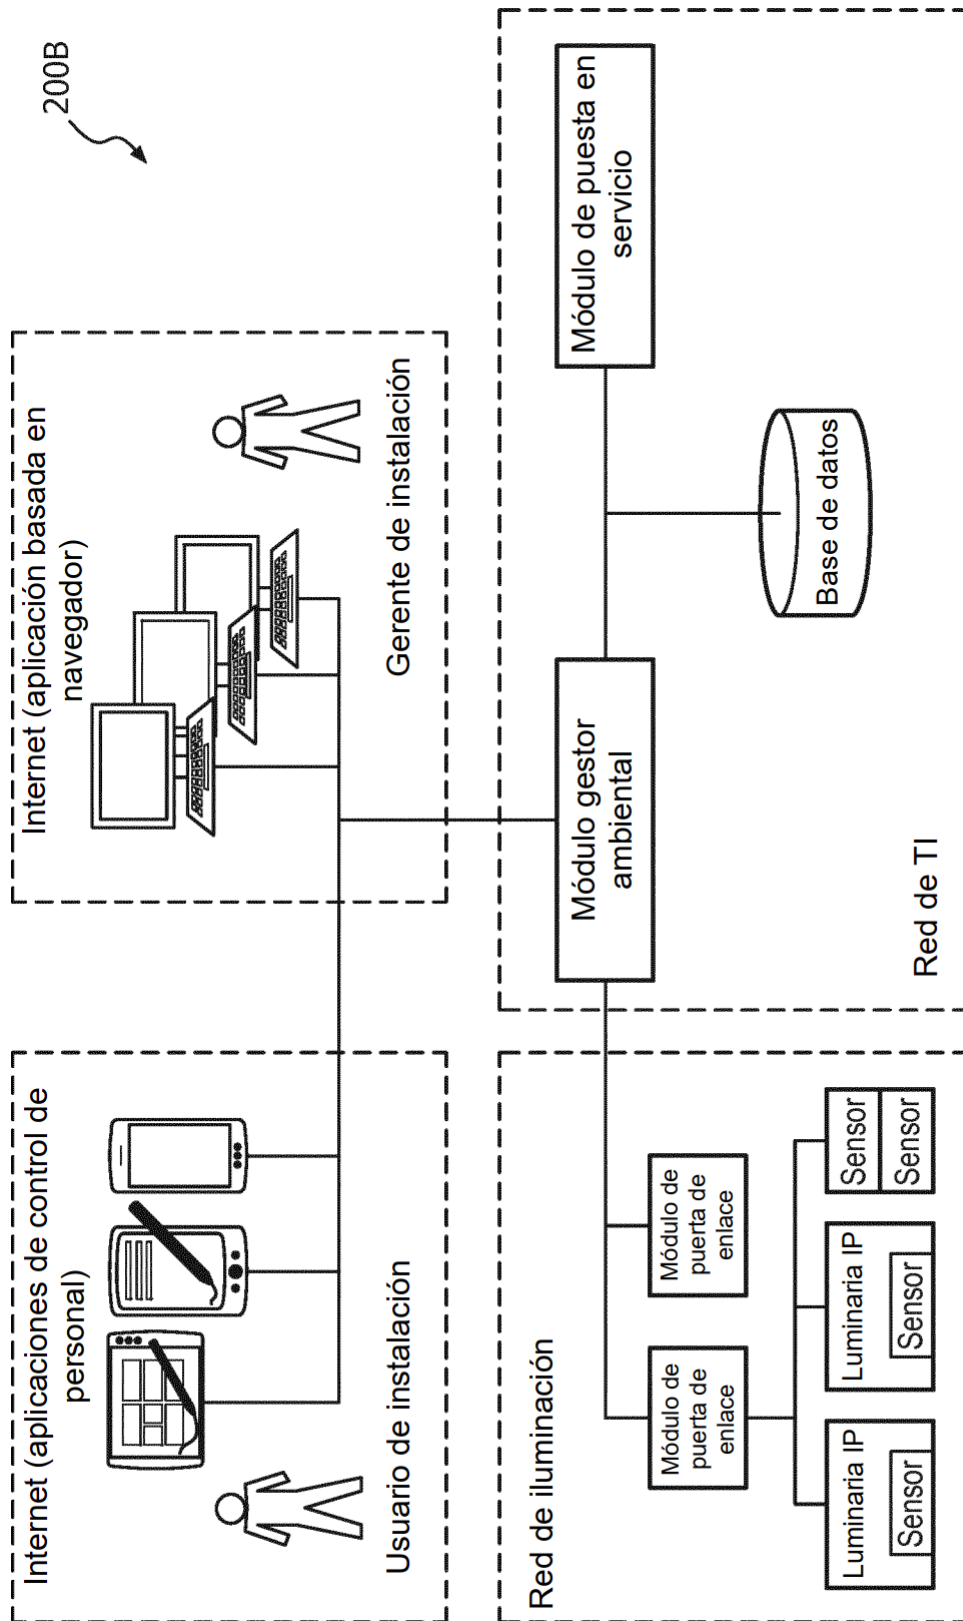 200B
Internet (aplicaciones de control de
personal)
Usuario de instalación
Internet (aplicación basada en
navegador)
Gerente de instalación
Red de iluminación
Módulo de
puerta de
enlace
Módulo de
puerta de
enlace
Luminaria IP
Sensor
Luminaria IP
Sensor
Sensor
Sensor
Módulo gestor
ambiental
Módulo de puesta en
servicio
Base de datos
Red de TI